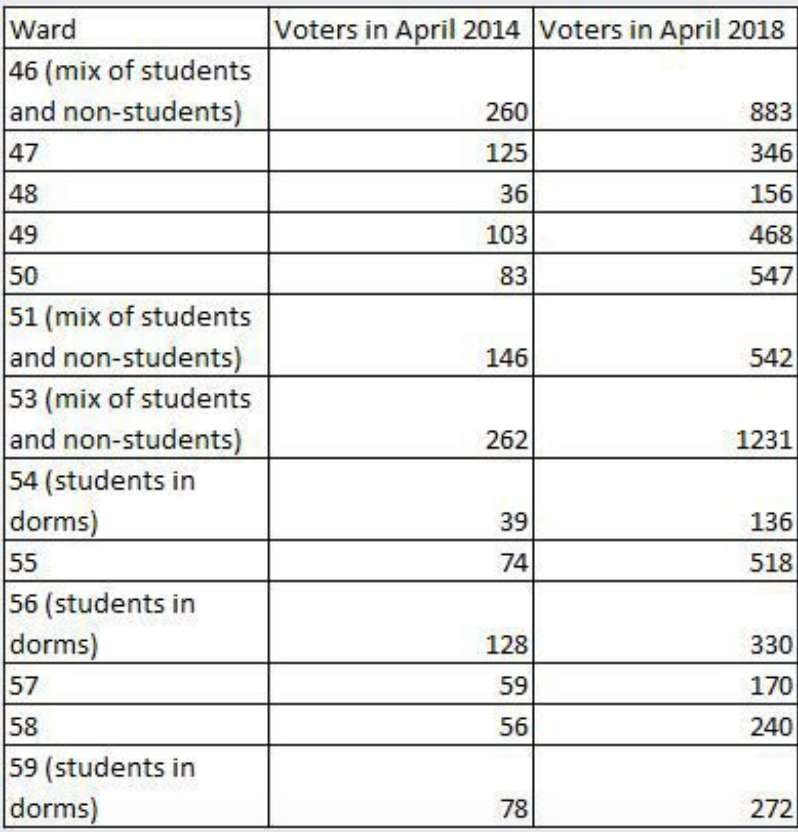 Ward Voters in April 2014 Voters in April 2018
46 (mix of students
and non-students) 260 883
47 125 346
48 36 156
49 103 468
50 83 547
51 (mix of students
and non-students) 146 542
53 (mix of students
and non-students) 262 1231
54 (students in
dorms) 39 136
55 74 518
56 (students in
dorms) 128 330
57 59 170
58 56 240
59 (students in
dorms) 78 272